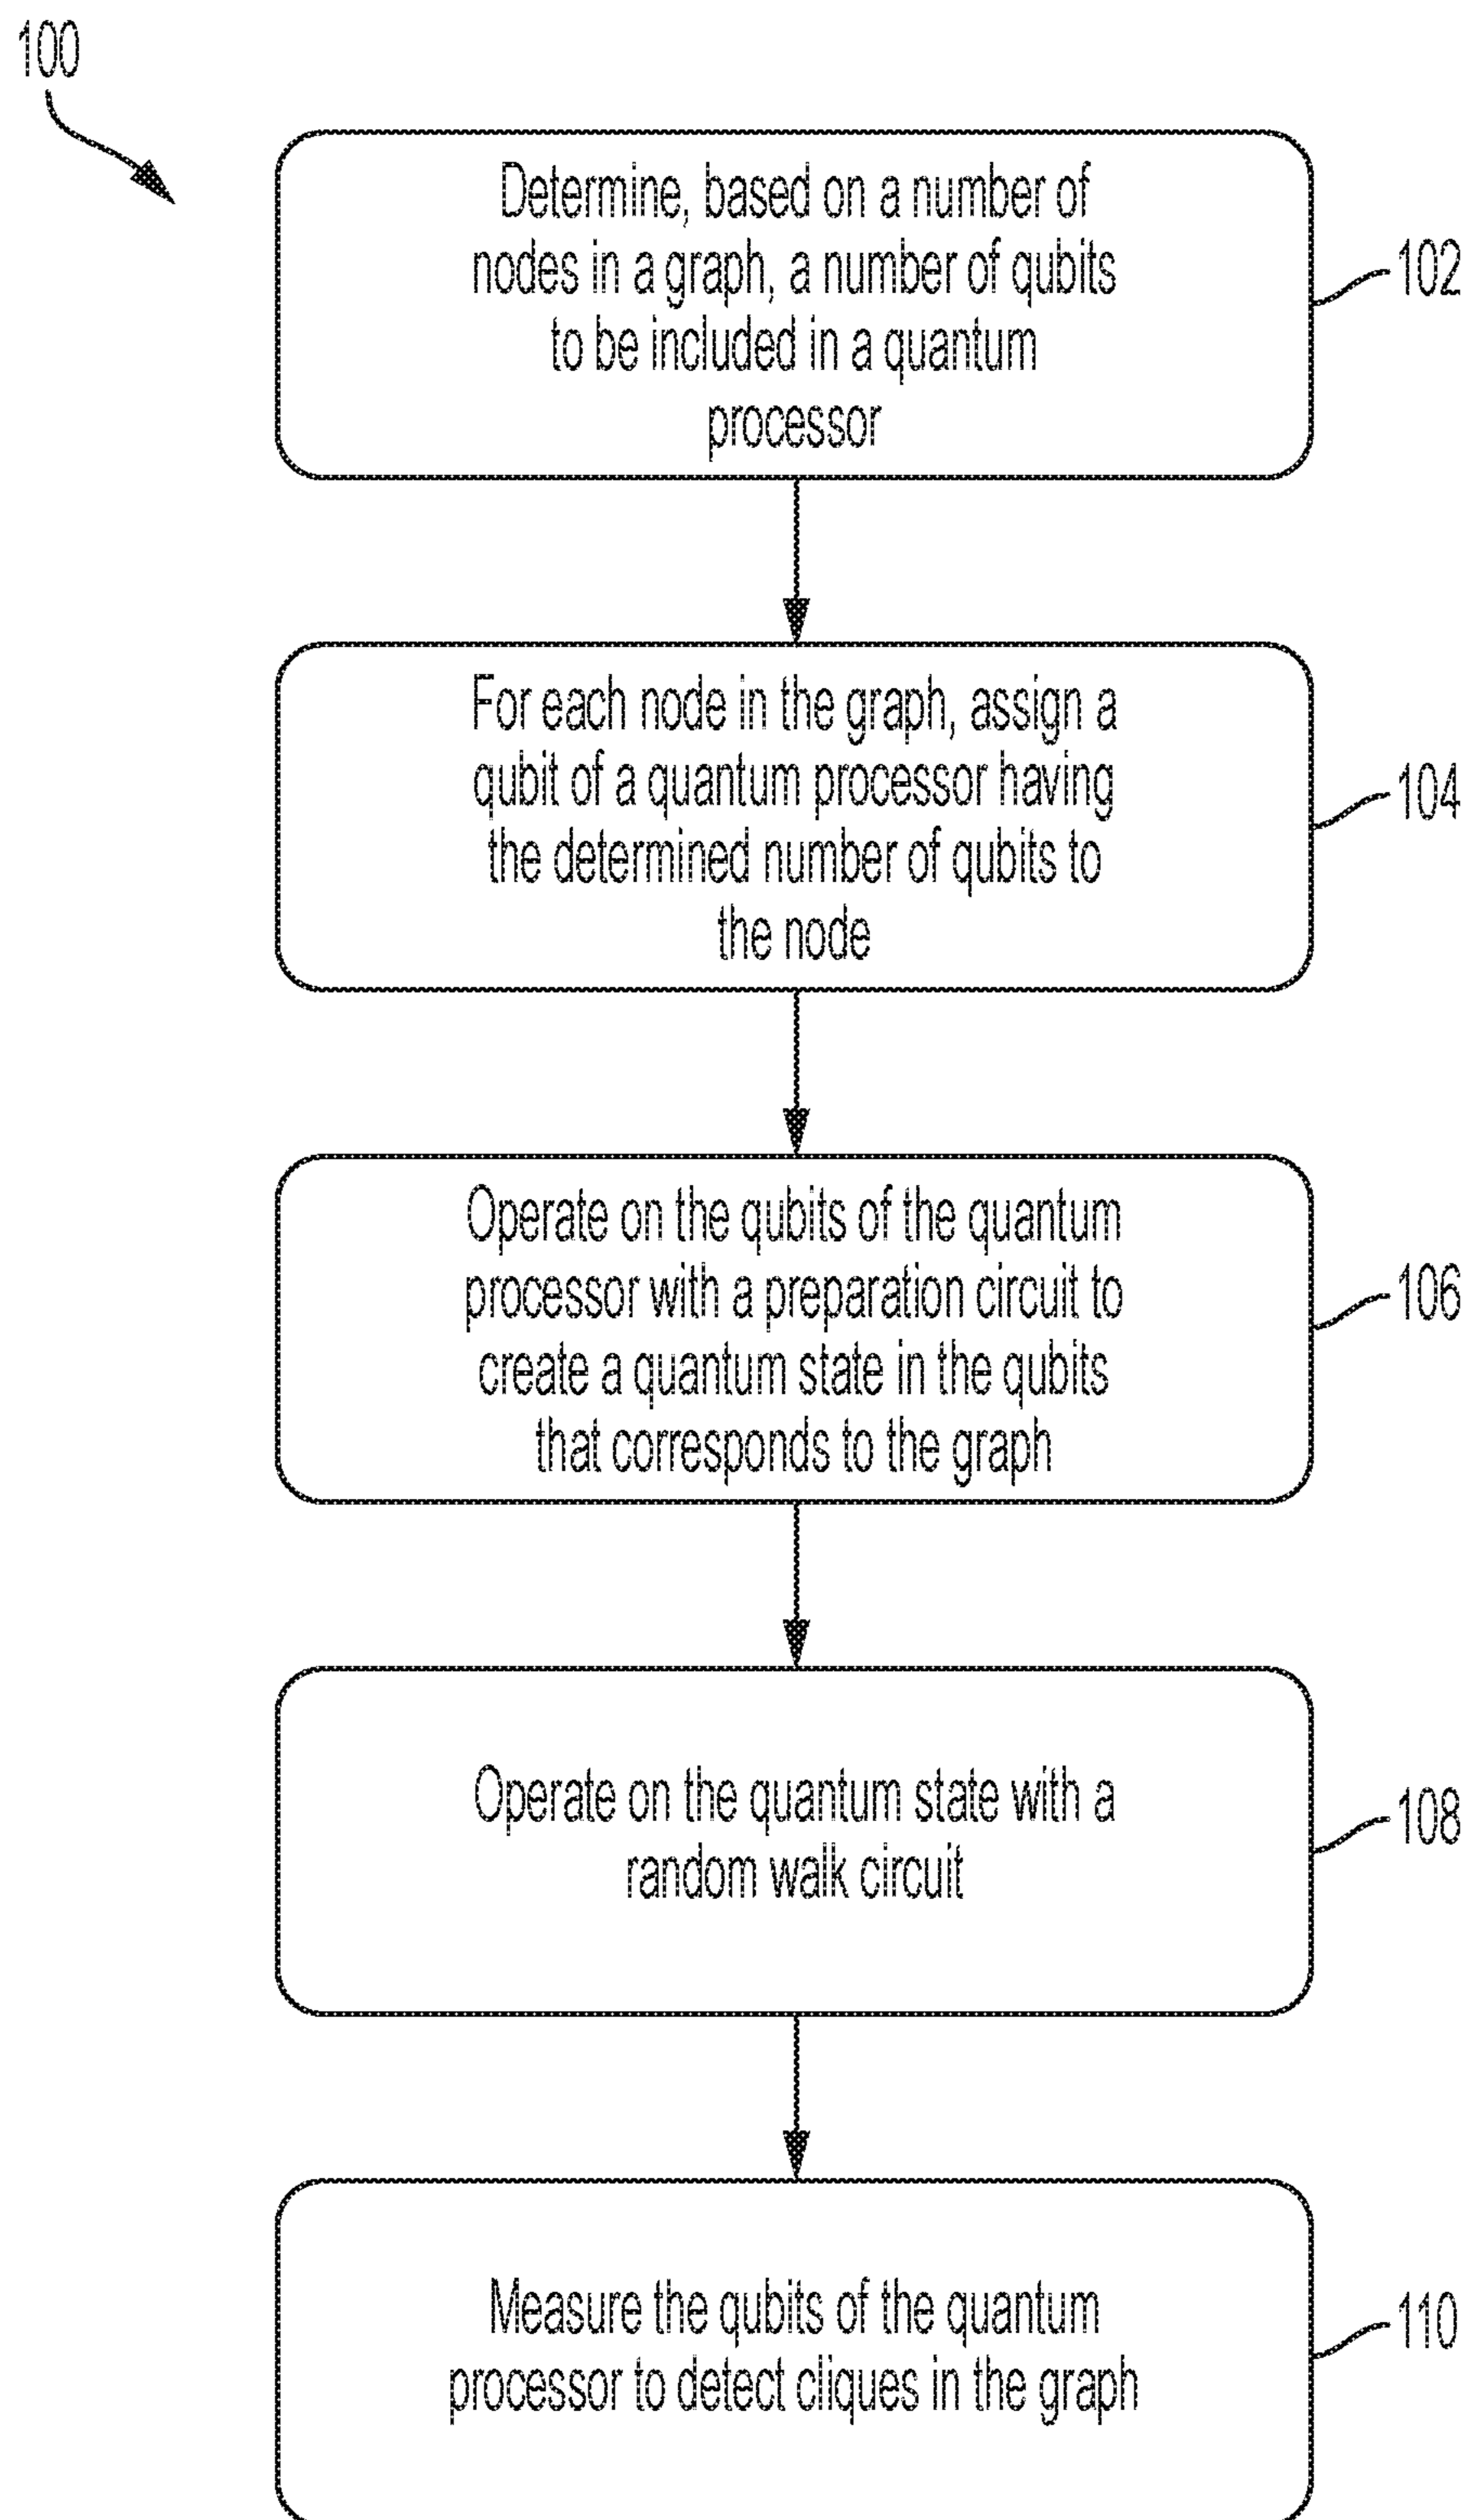 100
Determine, based on a number of
nodes in a graph, a number of qubits
to be included in a quantum
processor
102
For each node in the graph, assign a
qubit of a quantum processor having
the determined number of qubits to
the node
104
Operate on the qubits of the quantum
processor with a preparation circuit to
create a quantum state in the qubits
that corresponds to the graph
106
Operate on the quantum state with a
random walk circuit
108
Measure the qubits of the quantum
processor to detect cliques in the graph
110